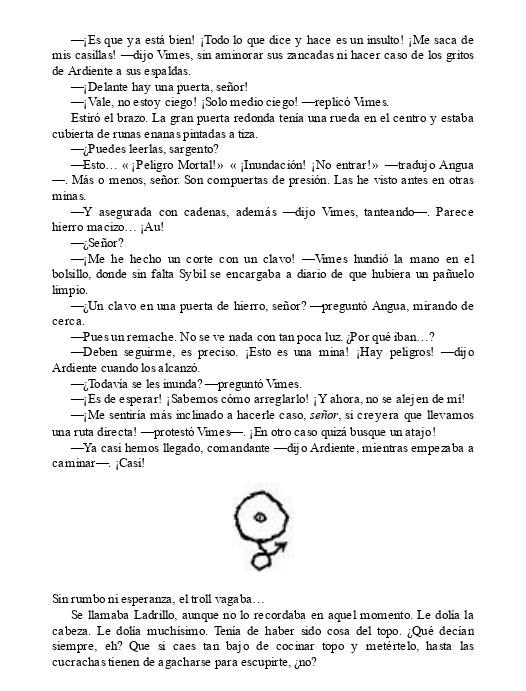 —¡Es que ya está bien! ¡Todo lo que dice y hace es un insulto! ¡Me saca de
mis casillas! —dijo Vimes, sin aminorar sus zancadas ni hacer caso de los gritos
de Ardiente a sus espaldas.
—¡Delante hay una puerta, señor!
—¡Vale, no estoy ciego! ¡Solo medio ciego! —replicó Vimes.
Estiró el brazo. La gran puerta redonda tenía una rueda en el centro y estaba
cubierta de runas enanas pintadas a tiza.
—¿Puedes leerlas, sargento?
—Esto… «¡Peligro Mortal!» «¡Inundación! ¡No entrar!» —tradujo Angua
—. Más o menos, señor. Son compuertas de presión. Las he visto antes en otras
minas.
—Y asegurada con cadenas, además —dijo Vimes, tanteando—. Parece
hierro macizo… ¡Au!
—¿Señor?
—¡Me he hecho un corte con un clavo! —Vimes hundió la mano en el
bolsillo, donde sin falta Sybil se encargaba a diario de que hubiera un pañuelo
limpio.
—¿Un clavo en una puerta de hierro, señor? —preguntó Angua, mirando de
cerca.
—Pues un remache. No se ve nada con tan poca luz. ¿Por qué iban…?
—Deben seguirme, es preciso. ¡Esto es una mina! ¡Hay peligros! —dijo
Ardiente cuando los alcanzó.
—¿Todavía se les inunda? —preguntó Vimes.
—¡Es de esperar! ¡Sabemos cómo arreglarlo! ¡Y ahora, no se alejen de mí!
—¡Me sentiría más inclinado a hacerle caso, señor, si creyera que llevamos
una ruta directa! —protestó Vimes—. ¡En otro caso quizá busque un atajo!
—Ya casi hemos llegado, comandante —dijo Ardiente, mientras empezaba a
caminar—. ¡Casi!
Sin rumbo ni esperanza, el troll vagaba…
Se llamaba Ladrillo, aunque no lo recordaba en aquel momento. Le dolía la
cabeza. Le dolía muchísimo. Tenía de haber sido cosa del topo. ¿Qué decían
siempre, eh? Que si caes tan bajo de cocinar topo y metértelo, hasta las
cucrachas tienen de agacharse para escupirte, ¿no?